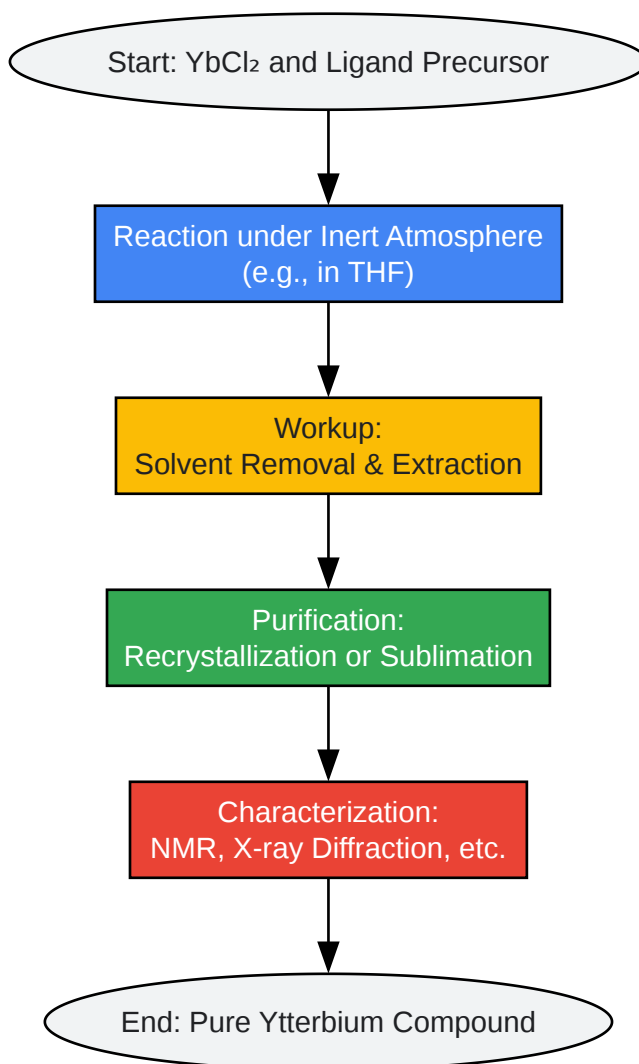 Start: YbCl₂ and Ligand Precursor
Reaction under Inert Atmosphere
(e.g., in THF)
Workup:
Solvent Removal & Extraction
Purification:
Recrystallization or Sublimation
Characterization:
NMR, X-ray Diffraction, etc.
End: Pure Ytterbium Compound